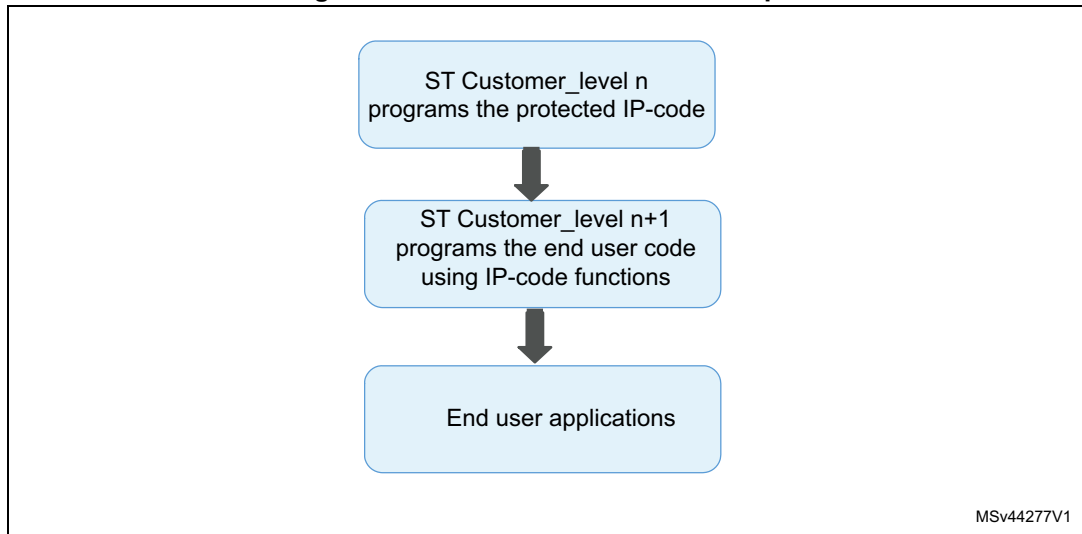 ST Customer_level n
programs the protected IP-code
ST Customer_level n+1
programs the end user code
using IP-code functions
End user applications
MSv44277V1